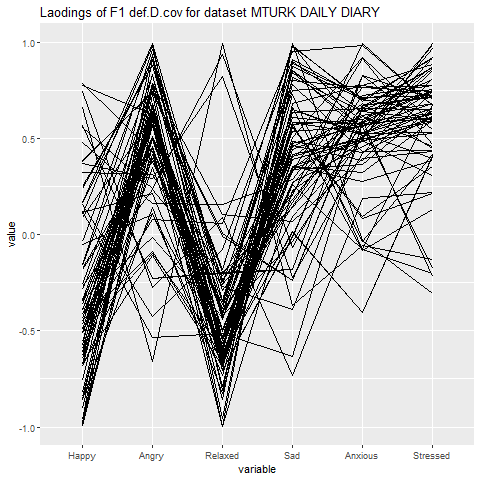 Laodings of F1 def.D.cov for dataset MTURK DAILY DIARY
1.0
0.5
0.0
-0.5
-1.0
value
Happy Angry Relaxed Sad Anxious Stressed
variable